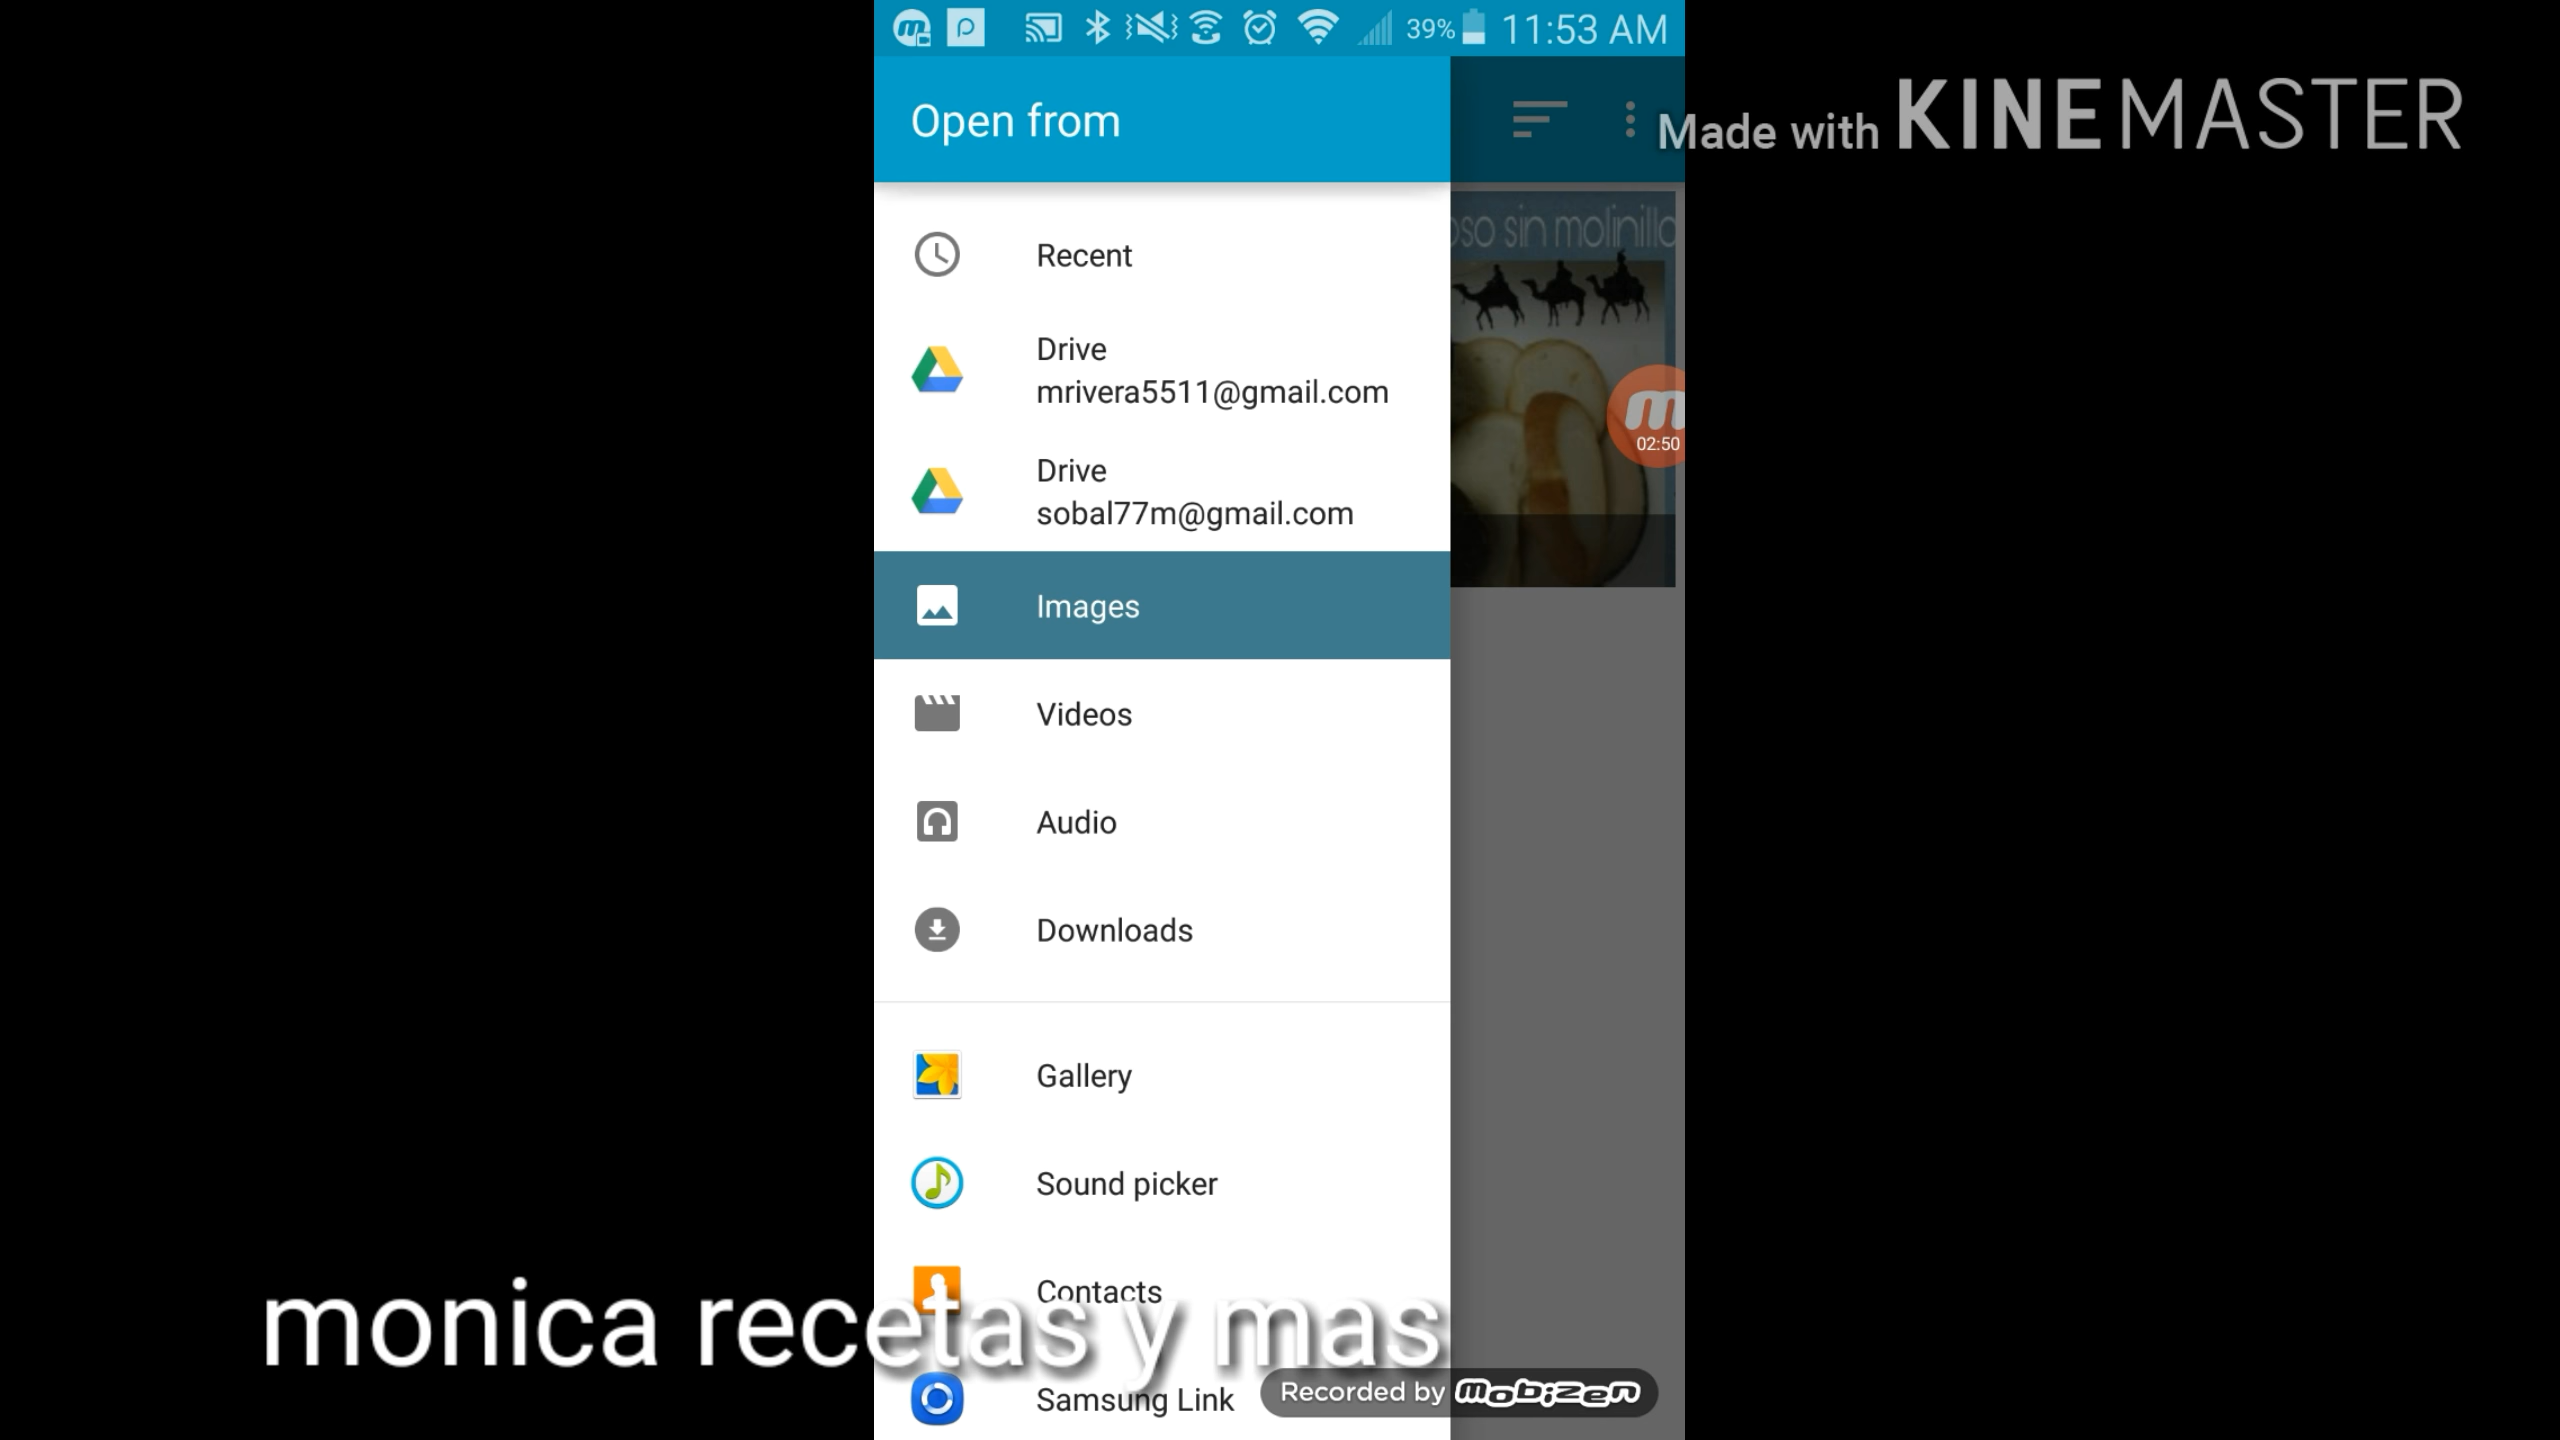 39% 11:53 AM
Open from
Made with KINEMASTER
Recent
oso sin molinillo
Drive
mrivera5511@gmail.com
02:50
Drive
sobal77m@gmail.com
Images
Videos
Audio
Downloads
Gallery
Sound picker
Contacts
monica recetas y mas
Samsung Link
Recorded by mobizen